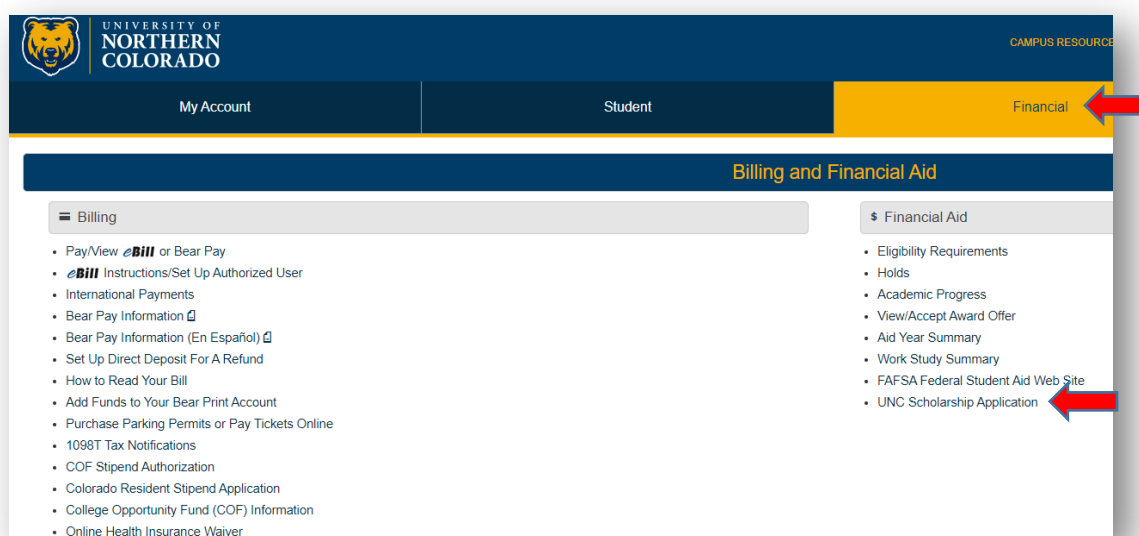 UNIVERSITY OF
NORTHERN
COLORADO
CAMPUS RESOURCE
My Account
Student
Financial
Billing and Financial Aid
Billing
• Pay/View eBill or Bear Pay
• eBill Instructions/Set Up Authorized User
• International Payments
• Bear Pay Information
• Bear Pay Information (En Español)
• Set Up Direct Deposit For A Refund
• How to Read Your Bill
• Add Funds to Your Bear Print Account
• Purchase Parking Permits or Pay Tickets Online
• 1098T Tax Notifications
• COF Stipend Authorization
• Colorado Resident Stipend Application
• College Opportunity Fund (COF) Information
• Online Health Insurance Waiver
$ Financial Aid
• Eligibility Requirements
• Holds
• Academic Progress
• View/Accept Award Offer
• Aid Year Summary
• Work Study Summary
• FAFSA Federal Student Aid Web Site
• UNC Scholarship Application